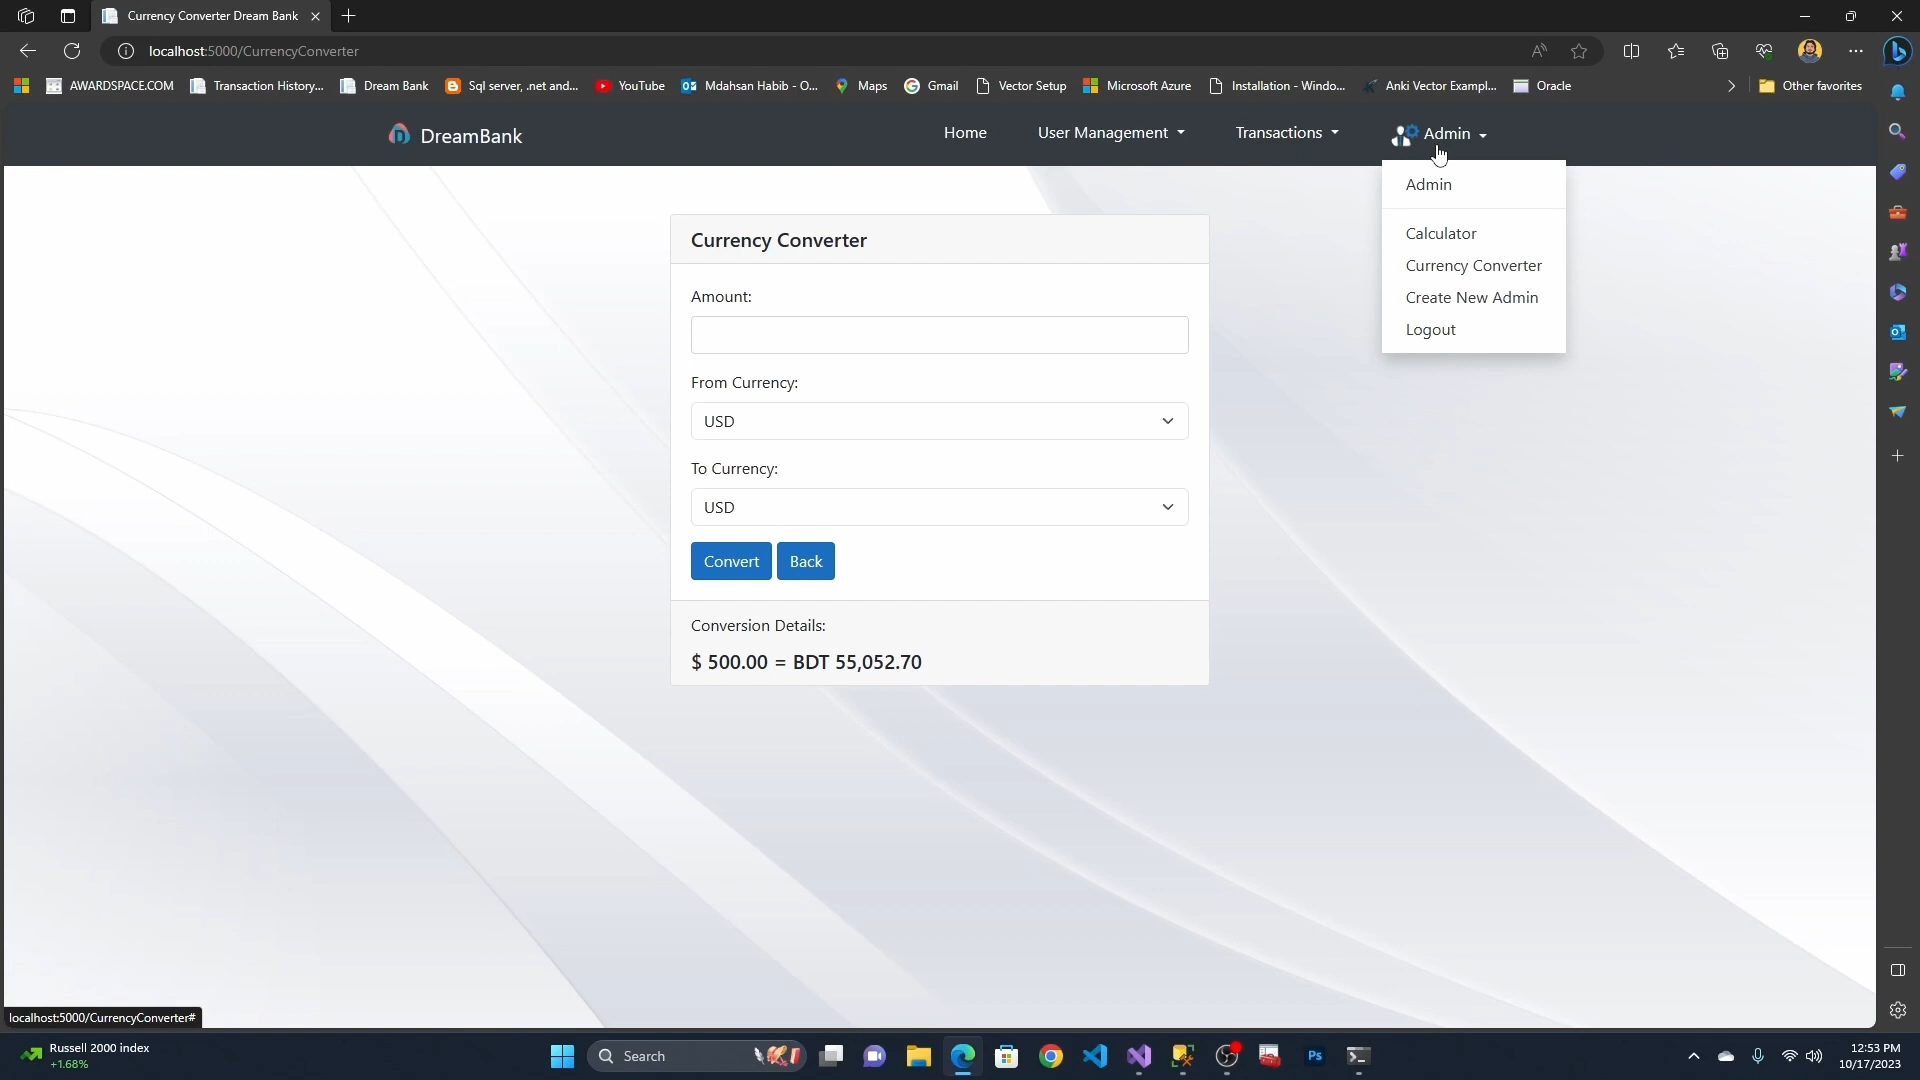 Currency Converter Dream Bank
localhost:5000/CurrencyConverter
AWARDSPACE.COM
Transaction History...
Dream Bank
Sql server, .net and...
YouTube
Mdahsan Habib - O...
Maps
Gmail
Vector Setup
Microsoft Azure
Installation - Windo...
Anki Vector Exampl...
Oracle
Other favorites
DreamBank
Home
User Management
Transactions
Admin
Admin
Calculator
Currency Converter
Create New Admin
Logout
Currency Converter
Amount:
From Currency:
USD
To Currency:
USD
Convert
Back
Conversion Details:
$ 500.00 = BDT 55,052.70
localhost:5000/CurrencyConverter#
Russell 2000 index
+1.68%
Search
Ps
12:53 PM
10/17/2023